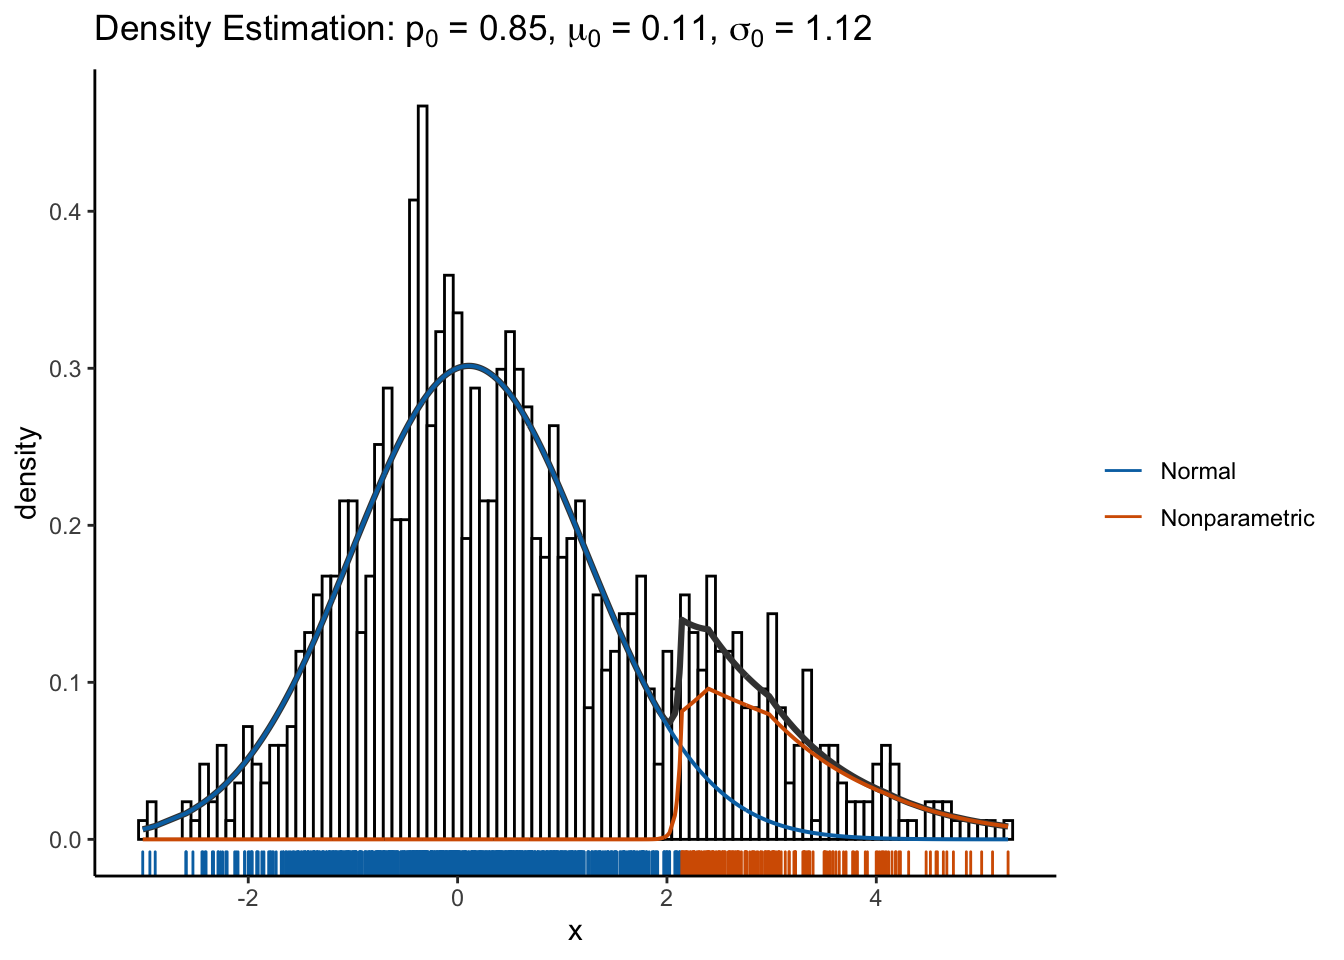 Density Estimation: p₀ = 0.85, μ₀ = 0.11, σ₀ = 1.12
density
0.4
0.3
0.2
0.1
0.0
-2 0 2 4
x
Normal
Nonparametric